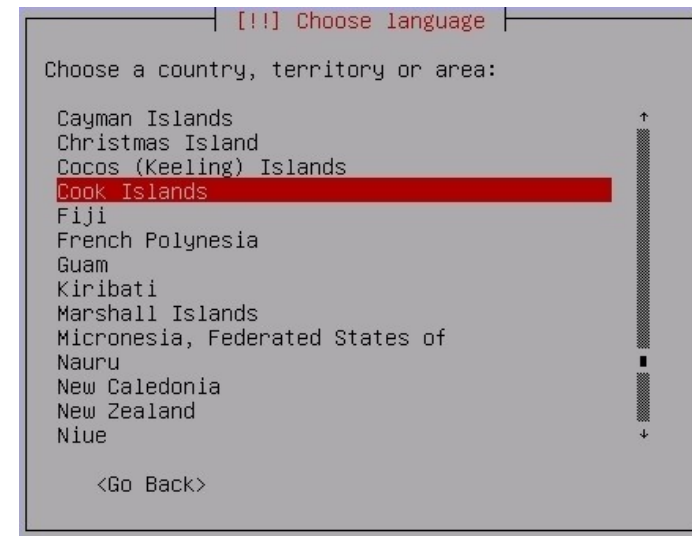 [!!] Choose language
Choose a country, territory or area:
Cayman Islands
Christmas Island
Cocos (Keeling) Islands
Cook Islands
Fiji
French Polynesia
Guam
Kiribati
Marshall Islands
Micronesia, Federated States of
Nauru
New Caledonia
New Zealand
Niue
<Go Back>